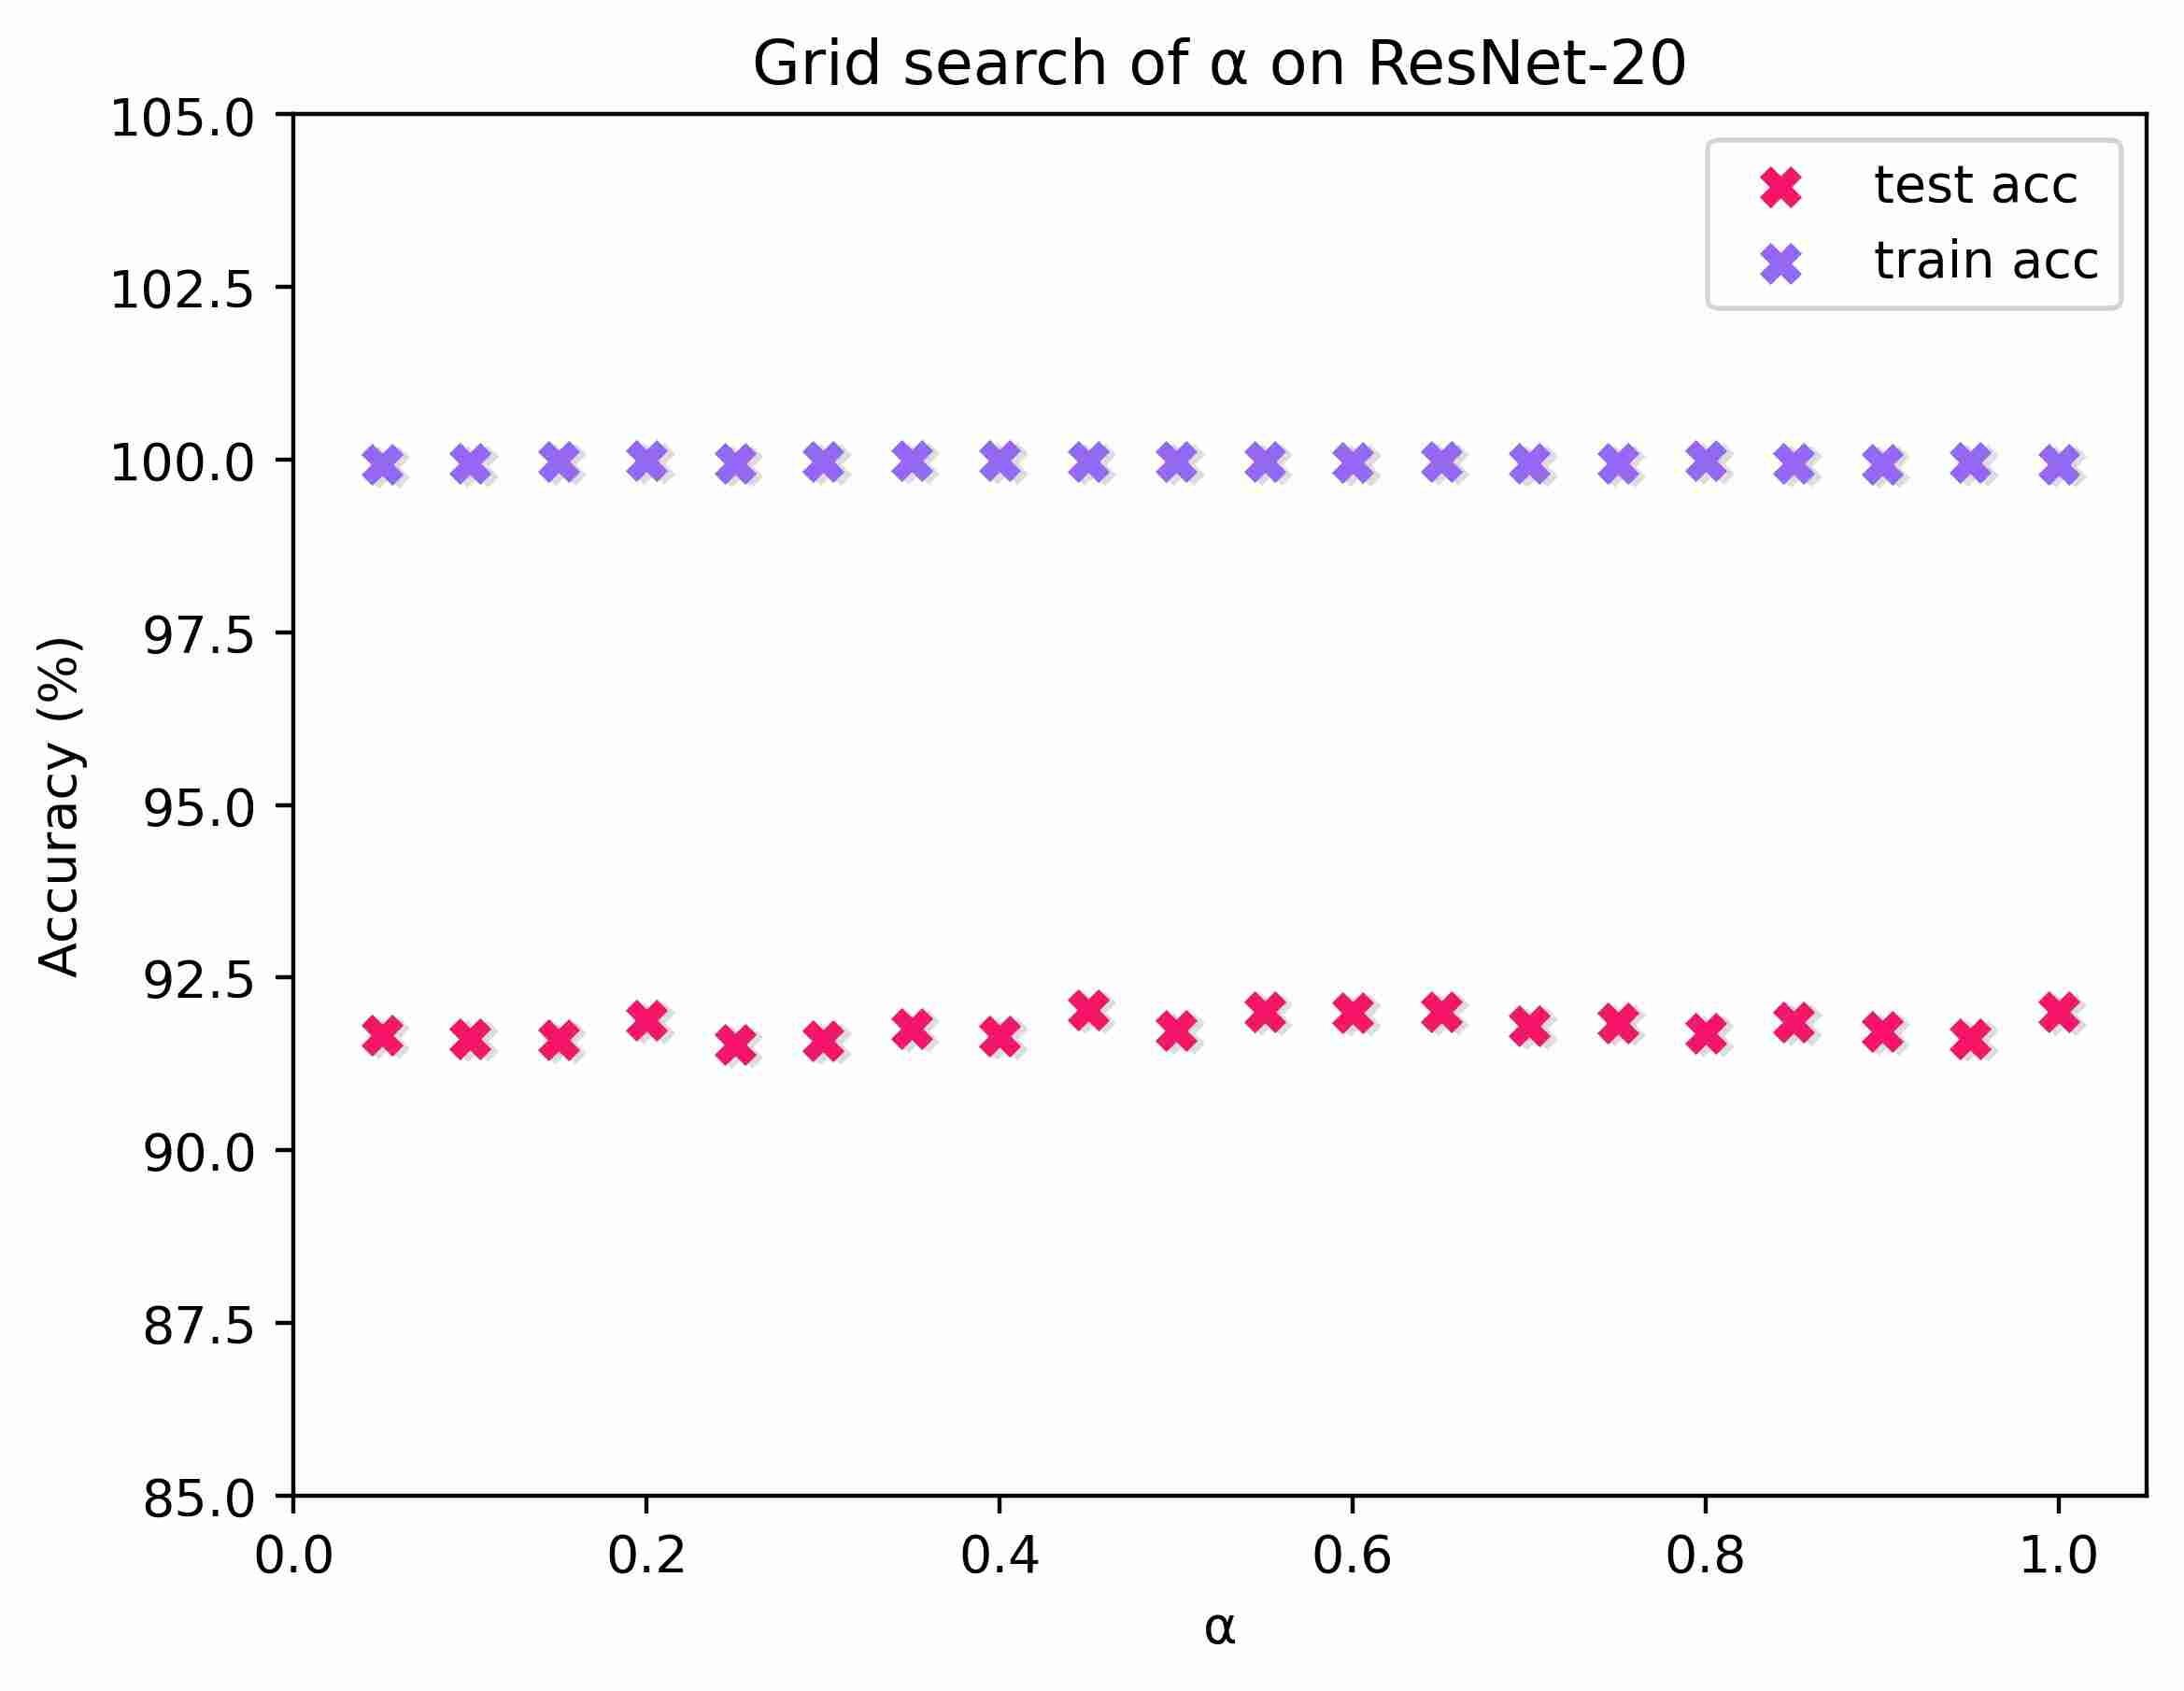 Grid search of α on ResNet-20
105.0
102.5
100.0
97.5
95.0
92.5
90.0
87.5
85.0
Accuracy (%)
test acc
train acc
0.0 0.2 0.4 0.6 0.8 1.0
α